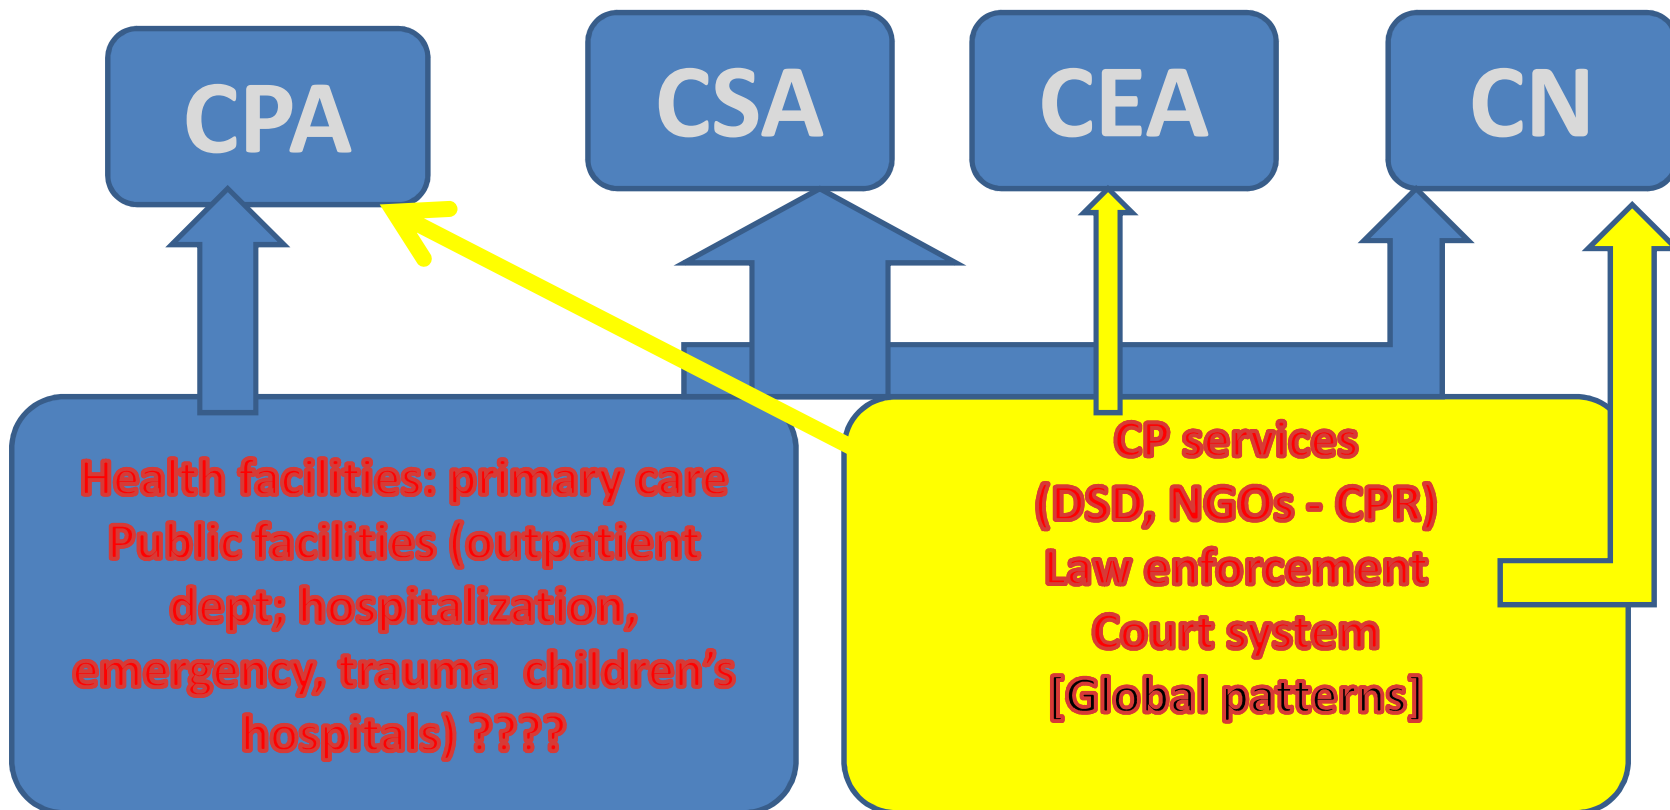 CPA
CSA
CEA
CN
Health facilities: primary care
Public facilities (outpatient
dept; hospitalization,
emergency, trauma  children’s
hospitals) ????
CP services
(DSD, NGOs - CPR)
Law enforcement
Court system
[Global patterns]